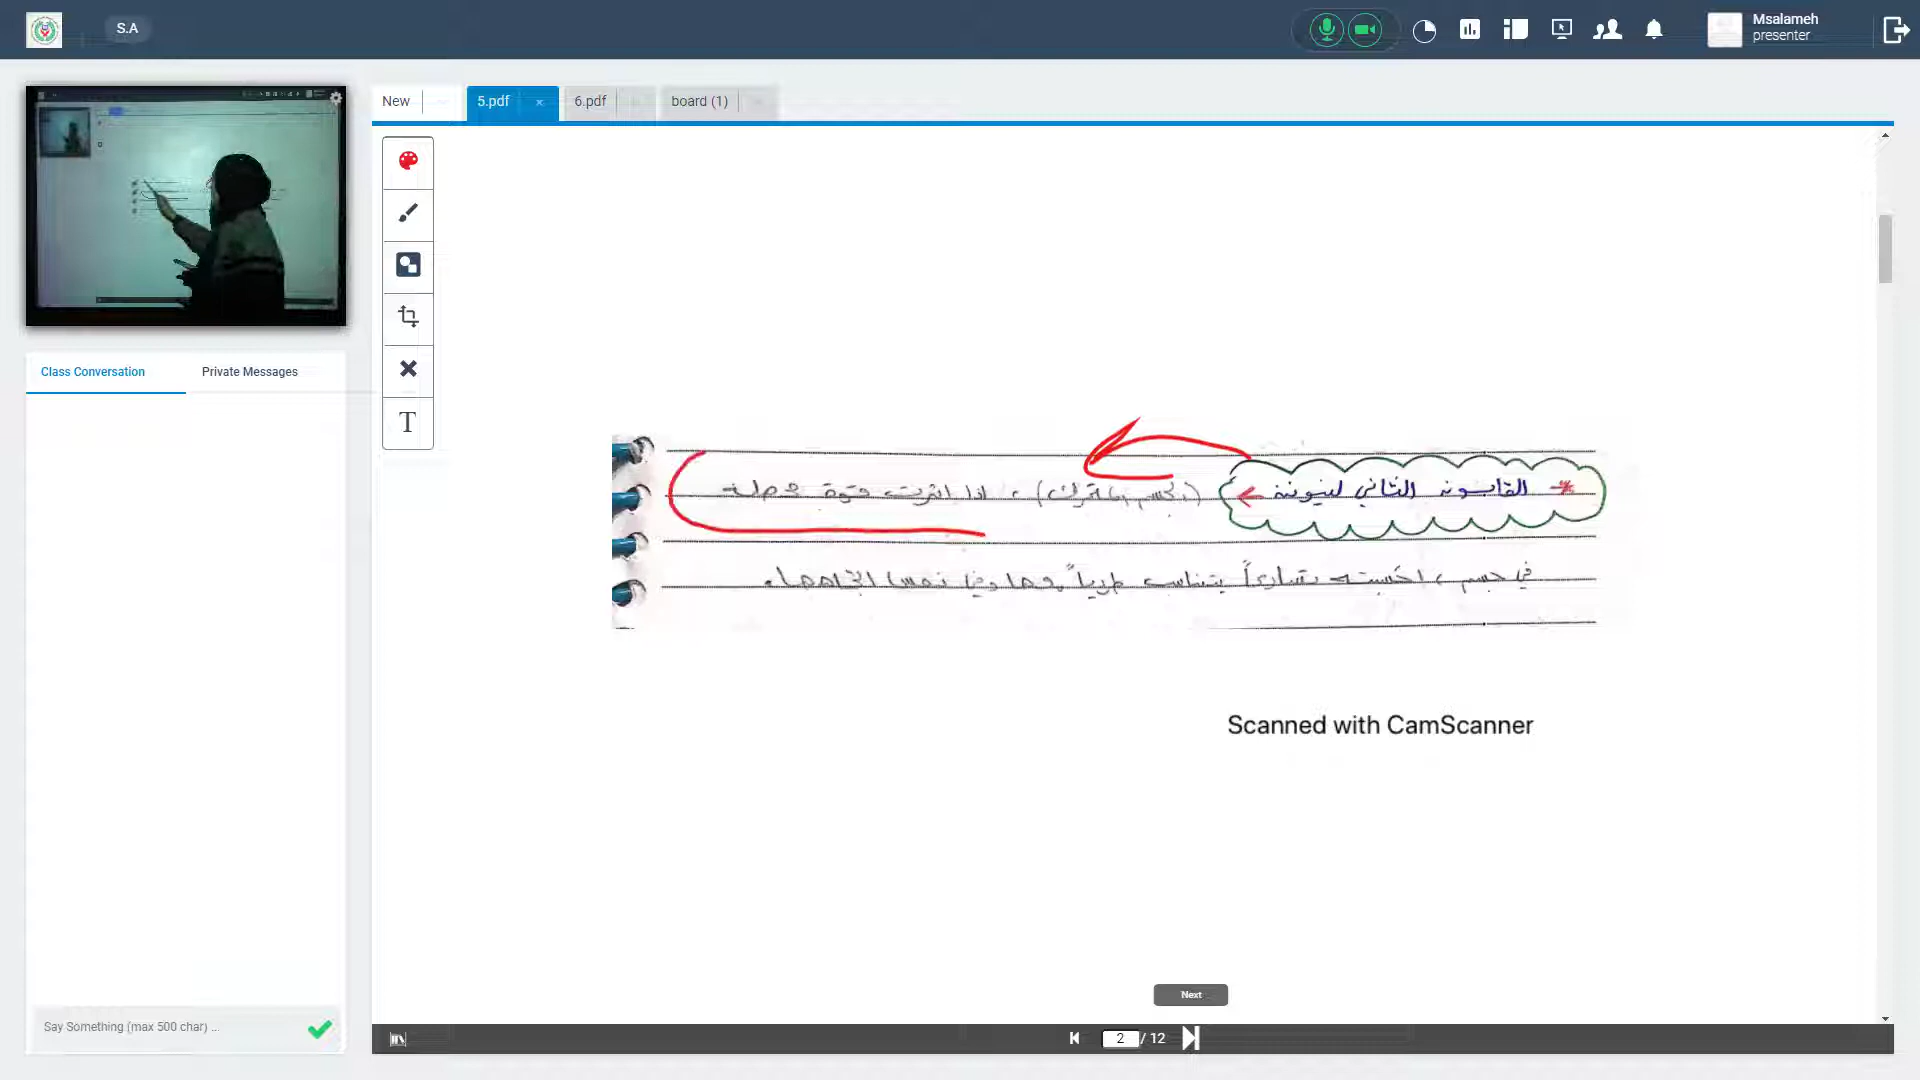 S.A
Msalameh
presenter
New
5.pdf
6.pdf
board (1)
Class Conversation
Private Messages
T
* القانون الثاني لنيوتن ← (الجسم المتحرك) ، اذا اثرت قوة محصلة
في جسم ، اكسبته تسارعاً يتناسب طردياً معها وفي نفس اتجاهها .
Scanned with CamScanner
Say Something (max 500 char) ...
Next
2 / 12